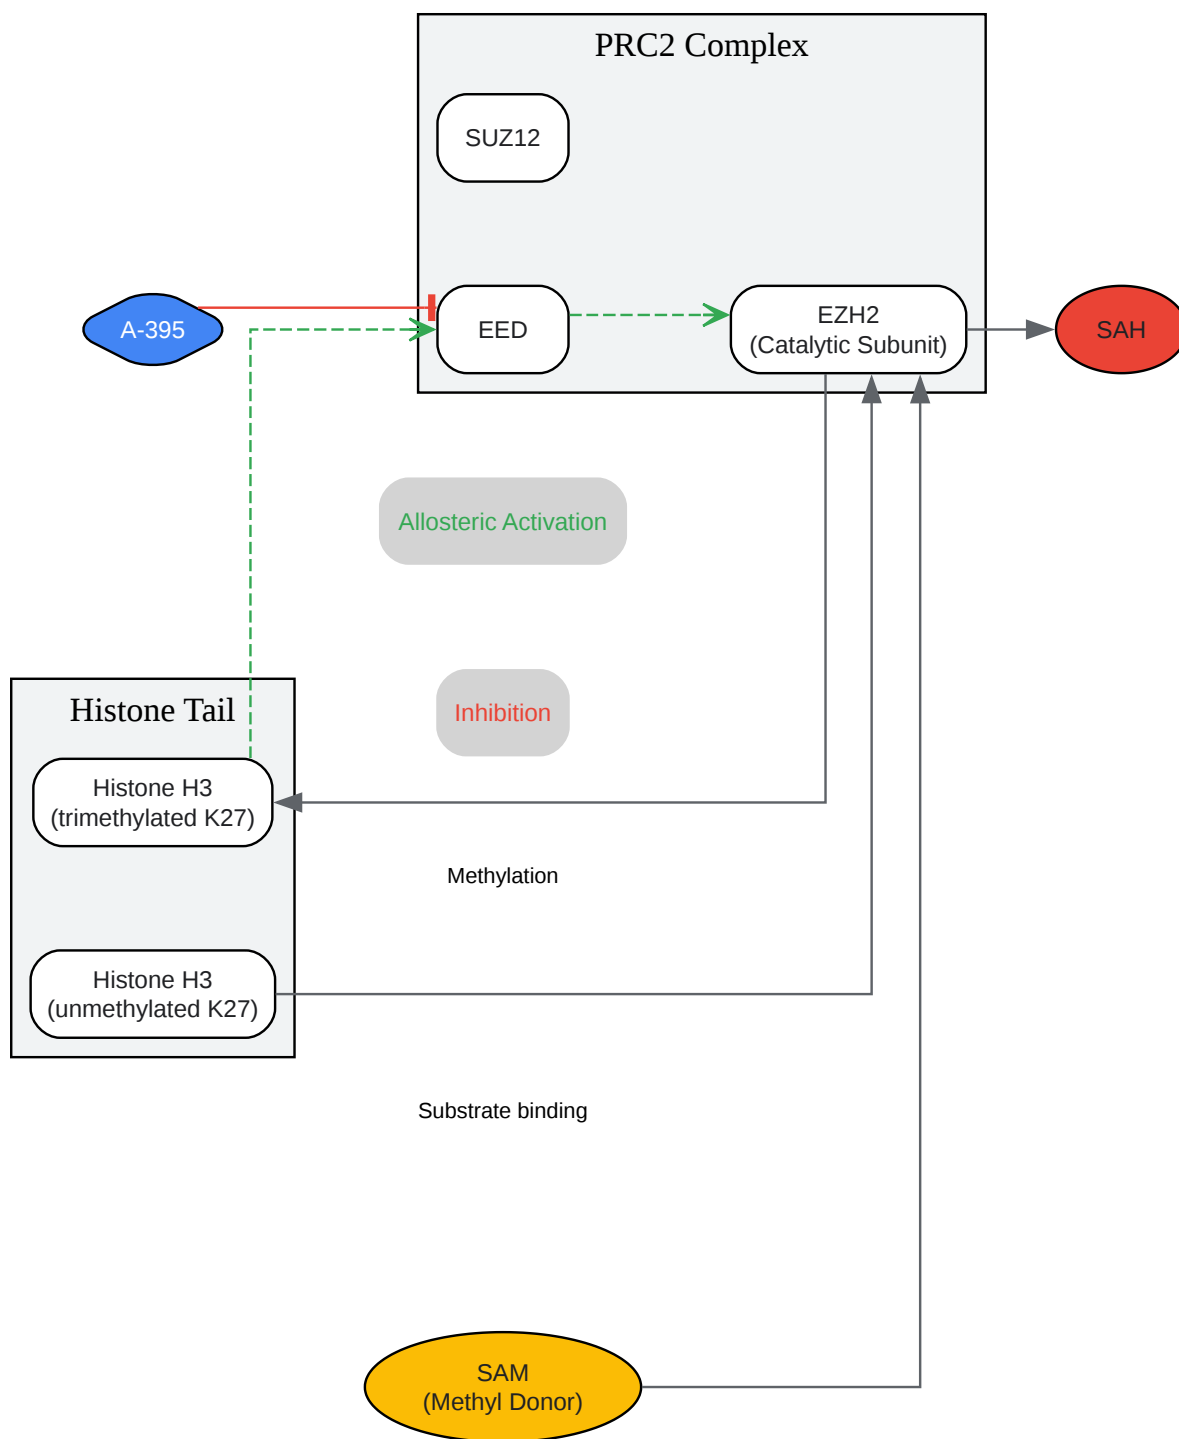 PRC2 Complex
SUZ12
A-395
EED
EZH2
(Catalytic Subunit)
SAH
Allosteric Activation
Histone Tail
Inhibition
Histone H3
(trimethylated K27)
Methylation
Histone H3
(unmethylated K27)
Substrate binding
SAM
(Methyl Donor)